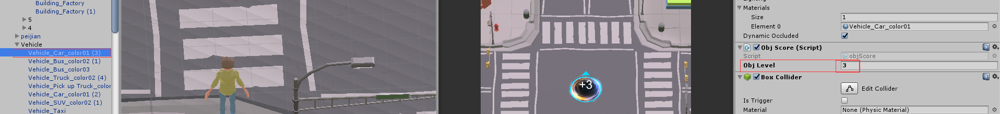 Building_Factory
Building_Factory (1)
5
4
peijian
Vehicle
Vehicle_Car_color01 (3)
Vehicle_Bus_color02 (1)
Vehicle_Bus_color03
Vehicle_Truck_color02 (4)
Vehicle_Pick up Truck_color
Vehicle_Car_color01 (2)
Vehicle_SUV_color02 (1)
Vehicle_Taxi
+3
Materials
Size 1
Element 0 Vehicle_Car_color01
Dynamic Occluded
Obj Score (Script)
Script objScore
Obj Level 3
Box Collider
Edit Collider
Is Trigger
Material None (Physic Material)